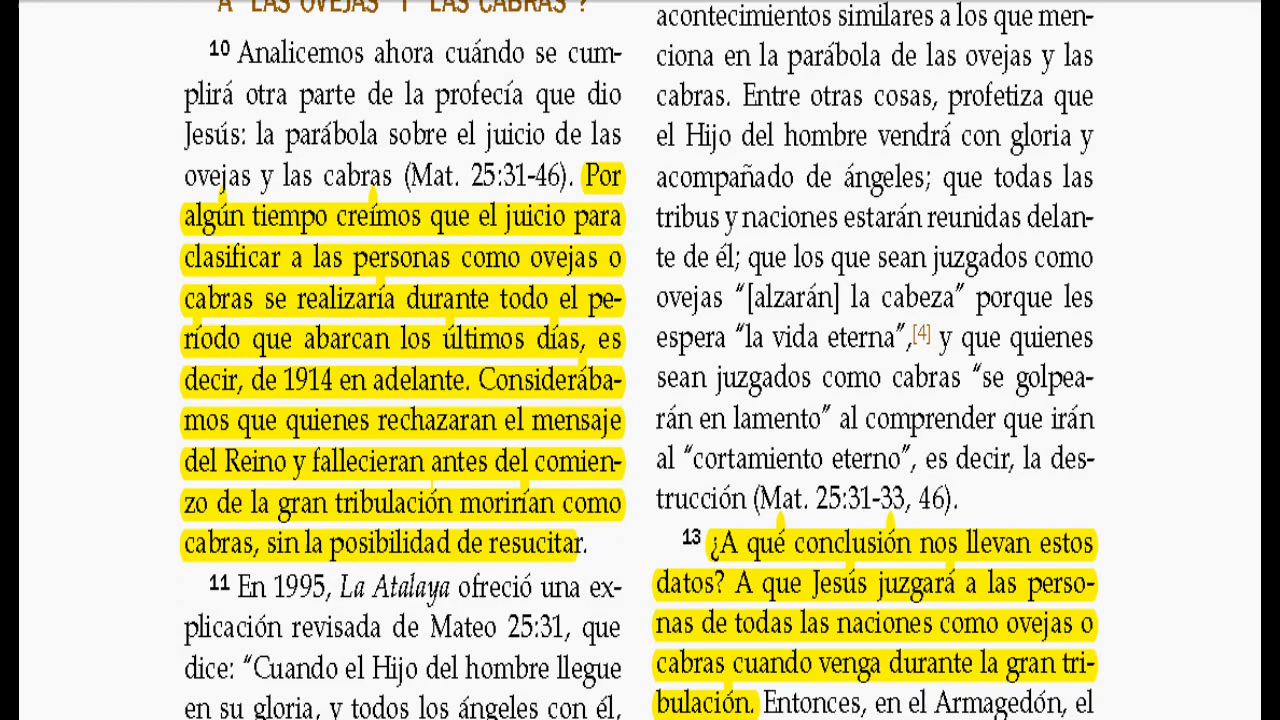 A "LAS OVEJAS" Y "LAS CABRAS"?
10 Analicemos ahora cuándo se cum-
plirá otra parte de la profecía que dio
Jesús: la parábola sobre el juicio de las
ovejas y las cabras (Mat. 25:31-46). Por
algún tiempo creímos que el juicio para
clasificar a las personas como ovejas o
cabras se realizaría durante todo el pe-
ríodo que abarcan los últimos días, es
decir, de 1914 en adelante. Considerába-
mos que quienes rechazaran el mensaje
del Reino y fallecieran antes del comien-
zo de la gran tribulación morirían como
cabras, sin la posibilidad de resucitar.
11 En 1995, La Atalaya ofreció una ex-
plicación revisada de Mateo 25:31, que
dice: “Cuando el Hijo del hombre llegue
en su gloria, y todos los ángeles con él,
acontecimientos similares a los que men-
ciona en la parábola de las ovejas y las
cabras. Entre otras cosas, profetiza que
el Hijo del hombre vendrá con gloria y
acompañado de ángeles; que todas las
tribus y naciones estarán reunidas delan-
te de él; que los que sean juzgados como
ovejas “[alzarán] la cabeza” porque les
espera “la vida eterna”,[4] y que quienes
sean juzgados como cabras “se golpea-
rán en lamento” al comprender que irán
al “cortamiento eterno”, es decir, la des-
trucción (Mat. 25:31-33, 46).
13 ¿A qué conclusión nos llevan estos
datos? A que Jesús juzgará a las perso-
nas de todas las naciones como ovejas o
cabras cuando venga durante la gran tri-
bulación. Entonces, en el Armagedón, el